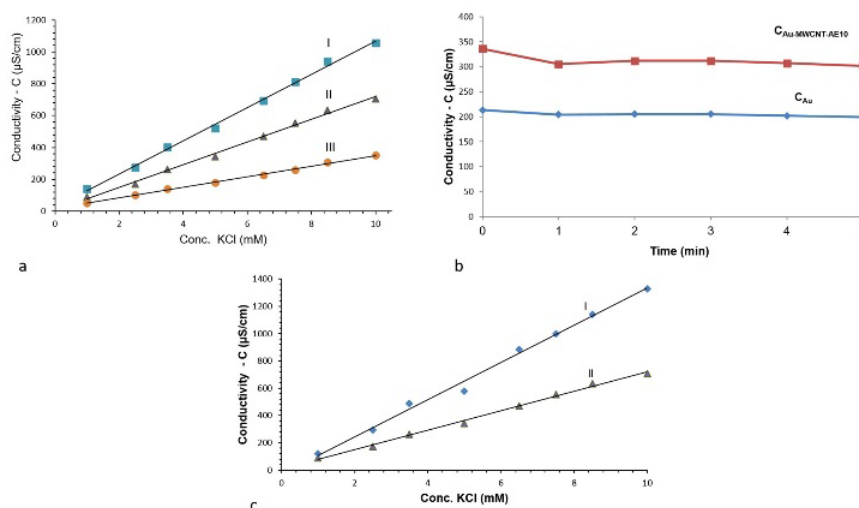 1200
1000
800
600
400
200
0
Conductivity - C (µS/cm)
I
II
III
0 2 4 6 8 10
Conc. KCl (mM)
a
400
350
300
250
200
150
100
50
0
Conductivity - C (µS/cm)
C Au-MWCNT-AE10
C Au
0 1 2 3 4
Time (min)
b
1400
1200
1000
800
600
400
200
0
Conductivity - C (µS/cm)
I
II
0 2 4 6 8 10
Conc. KCl (mM)
c